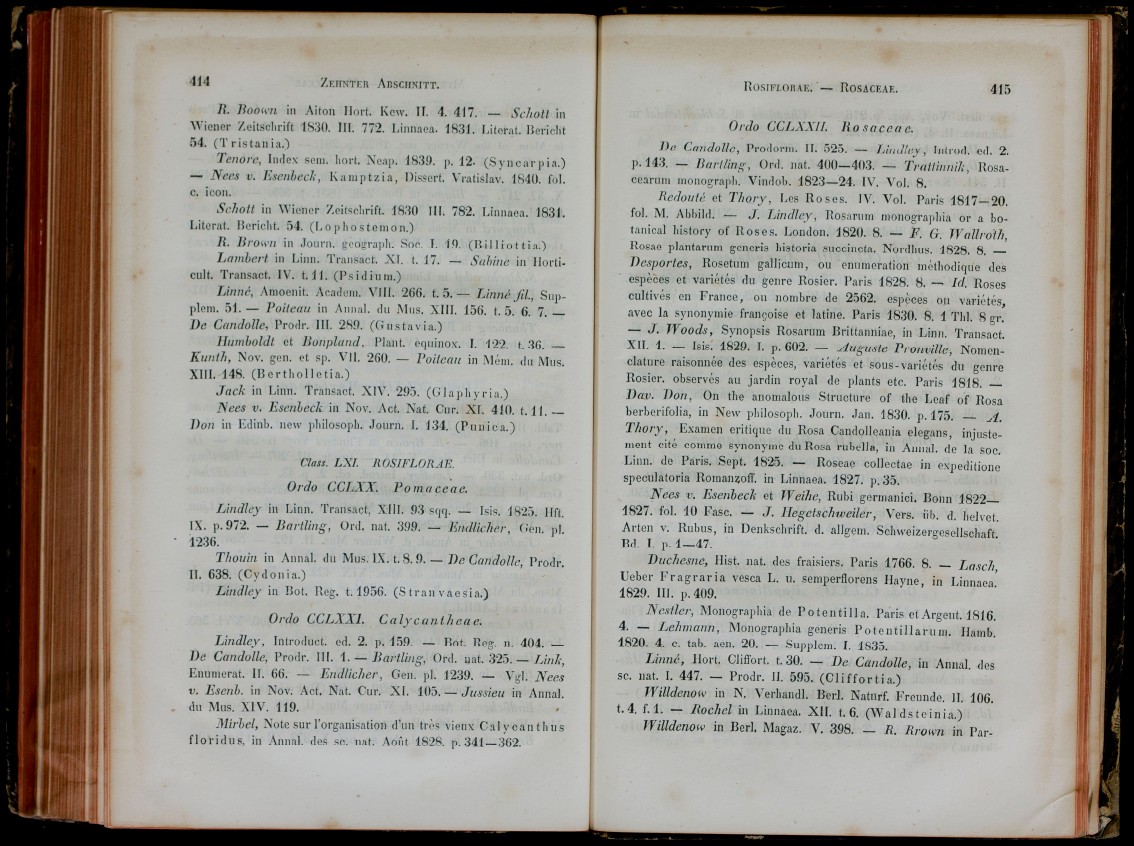 414
ZEHNTER ABSCHNITT.
R. Boown in Aiton Hort. Kew. II. 4. 417. — Schott in
Wiener Zeitschrift 1830. III. 772. Linnaea. 1831. Literat. Bericht
54. (Tristania.)
Tenore, Index sem. hort. Neap. 1839. p. 12. (Syncarpia.)
— Nees v. Esenbeck, Kamptzia, Dissert. Vratislav. 1840. fol.
c. icon.
Schott in Wiener Zeitschrift. 1830 III. 782. Linnaea. 1831.
Literat. Bericht. 54. (Lophostemon.)
R. Brown in Journ. geograph. Soc. I. 19. (Billiottia.)
Lambert in Linn. Transact. XI. t. 17. — Sabine in Horti-
cult. Transact. IV. t. 11. (Psidium.)
Linné, Amoenit. Academ. VIII. 266. t. 5. — Linné fil., Sup-
plem. 51. — Poiteau in Annal. du Mus. XIII. 156. t. 5. 6. 7. —
De Candolle, Prodr. III. 289. (Gustavia.)
Humboldt et Bonpland, Plant. equinox. I. 122. t. 36. —
Kunth, Nov. gen. et sp. VII. 260. — Poiteau in Mém. du Mus.
XIII. 148. (Bertholletia.)
Jack in Linn. Transact. XIV. 295. (Glaphyria.)
Nees v. Esenbeck in Nov. Act. Nat. Cur. XI. 410. t. 11. —
Don in Edinb. new philosoph. Journ. I. 134. (Punica.)
Class. LXI. ROSIFLORAE.
Ordo CCLXX. Pomaceae.
Lindley in Linn. Transact. XIII. 93 sqq. — Isis. 1825. Hft.
IX. p. 972. — Bartling, Ord. nat. 399. — Endlicher, Gen. pl.
1236.
Thouin in Annal. du Mus. IX. t. 8. 9. — De Candolle, Prodr.
II. 638. (Cydonia.)
Lindley in Bot. Reg. t. 1956. (Stranvaesia.)
Ordo CCLXXI. Calycantheae.
Lindley, Introduct. ed. 2. p. 159. — Bot. Reg. n. 404. —
De Candolle, Prodr. III. 1. — Bartling, Ord. nat. 325. — Link,
Enumerat. II. 66. — Endlicher, Gen. pl. 1239. — Vgl. Nees
v. Esenb. in Nov. Act. Nat. Cur. XI. 105. — Jussieu in Annal.
du Mus. XIV. 119.
Mirbel, Note sur l'organisation d'un très vieux Calycanthus
floridus, in Annal. des sc. nat. Août 1828. p. 341—362.
ROSIFLORAE. — ROSACEAE.
415
Ordo CCLXXII. Rosaceae.
De Candolle, Prodorm. II. 525. — Lindley, Introd. ed. 2.
p. 143. — Bartling, Ord. nat. 400—403. — Trattinnik, Rosa-
cearum monograph. Vindob. 1823—24. IV. Vol. 8.
Redouté et Thory, Les Roses. IV. Vol. Paris 1817—20.
fol. M. Abbild. — J. Lindley, Rosarum monographia or a bo-
tanical history of Roses. London. 1820. 8. — F. G. Wallroth,
Rosae plantarum generis historia succincta. Nordhus. 1828. 8. —
Desportes, Rosetum gallicum, ou enumeration méthodique des
espèces et variétés du genre Rosier. Paris 1828. 8. — Id. Roses
cultivés en France, ou nombre de 2562. espèces ou variétés,
avec la synonymie françoise et latine. Paris 1830. 8. 1 Thl. 8 gr.
— J. Woods, Synopsis Rosarum Brittanniae, in Linn. Transact.
XII. 1. — Isis. 1829. I. p. 602. — Auguste Pronville, Nomen-
clature raisonnée des espèces, variétés et sous-variétés du genre
Rosier. observés au jardin royal de plants etc. Paris 1818. —
Dav. Don, On the anomalous Structure of the Leaf of Rosa
berberifolia, in New philosoph. Journ. Jan. 1830. p. 175. — A.
Thory, Examen critique du Rosa Candolleania elegans, injuste-
ment cité comme synonyme du Rosa rubella, in Annal. de la soc.
Linn. de Paris. Sept. 1825. — Roseae collectae in expeditione
speculatoria Romanzoff. in Linnaea. 1827. p. 35.
Nees v. Esenbeck et Weihe, Rubi germanici. Bonn 1822—
1827. fol. 10 Fasc. — J. Hegetschweiler, Vers. üb. d. helvet.
Arten v. Rubus, in Denkschrift. d. allgem. Schweizergesellschaft.
Bd. I. p. 1—47.
Duchesne, Hist. nat. des fraisiers. Paris 1766. 8. — Lasch,
Ueber Fragraria vesca L. u. semperflorens Hayne, in Linnaea.
1829. III. p. 409.
Nestler, Monographia de Potentilla. Paris et Argent. 1816.
4. — Lehmann, Monographia generis Potentillarum. Hamb.
1820. 4. c. tab. aen. 20. — Supplem. I. 1835.
Linné, Hort. Cliffort. t. 30. — De Candolle, in Annal. des
sc. nat. I. 447. — Prodr. II. 595. (Cliffortia.)
Willdenow in N. Verhandl. Berl. Naturf. Freunde. II. 106.
t. 4. f. 1. — Rochel in Linnaea. XII. t. 6. (Waldsteinia.)
Willdenow in Berl. Magaz. V. 398. — R. Brown in Par-